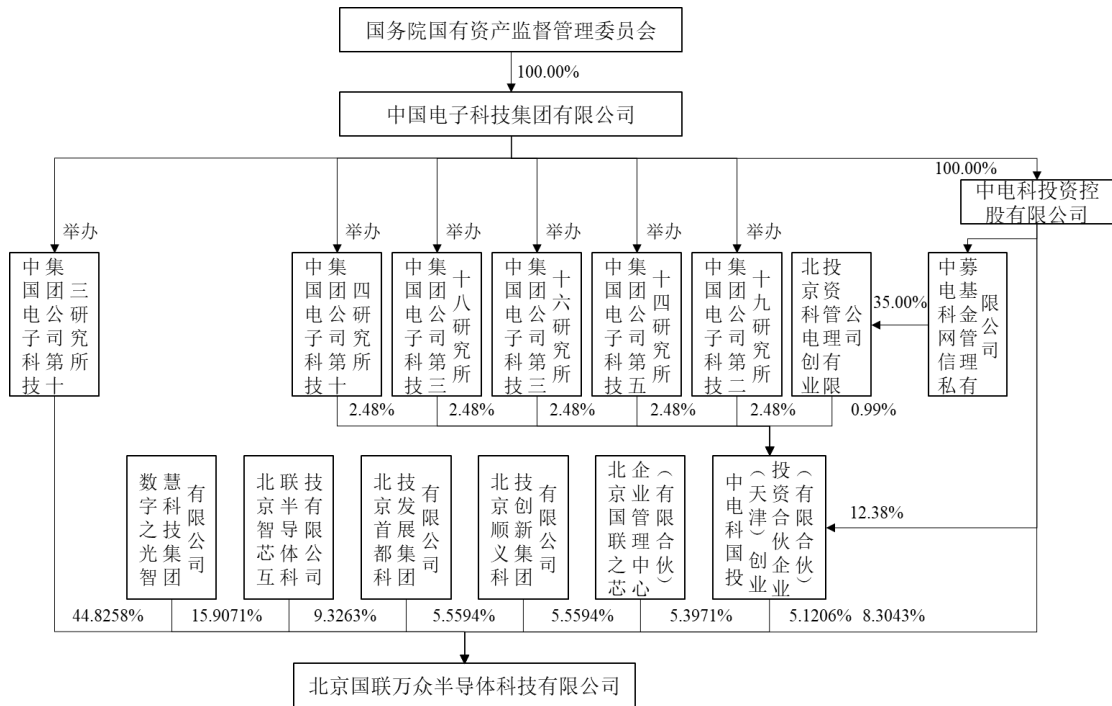 国务院国有资产监督管理委员会
100.00%
中国电子科技集团有限公司
100.00%
中电科投资控
股有限公司
举办
举办
举办
举办
举办
举办
中国电子科技
集团公司第十
三研究所
中国电子科技
集团公司第十
四研究所
中国电子科技
集团公司第三
十八研究所
中国电子科技
集团公司第三
十六研究所
中国电子科技
集团公司第五
十四研究所
中国电子科技
集团公司第二
十九研究所
北京科电创业
投资管理有限
公司
35.00%
中电科网信私
募基金管理有
限公司
2.48%
2.48%
2.48%
2.48%
2.48%
0.99%
数字之光智
慧科技集团
有限公司
北京智芯互
联半导体科
技有限公司
北京首都科
技发展集团
有限公司
北京顺义科
技创新集团
有限公司
北京国联之芯
企业管理中心
（有限合伙）
中电科国投
（天津）创业
投资合伙企业
（有限合伙）
12.38%
44.8258%
15.9071%
9.3263%
5.5594%
5.5594%
5.3971%
5.1206%
8.3043%
北京国联万众半导体科技有限公司